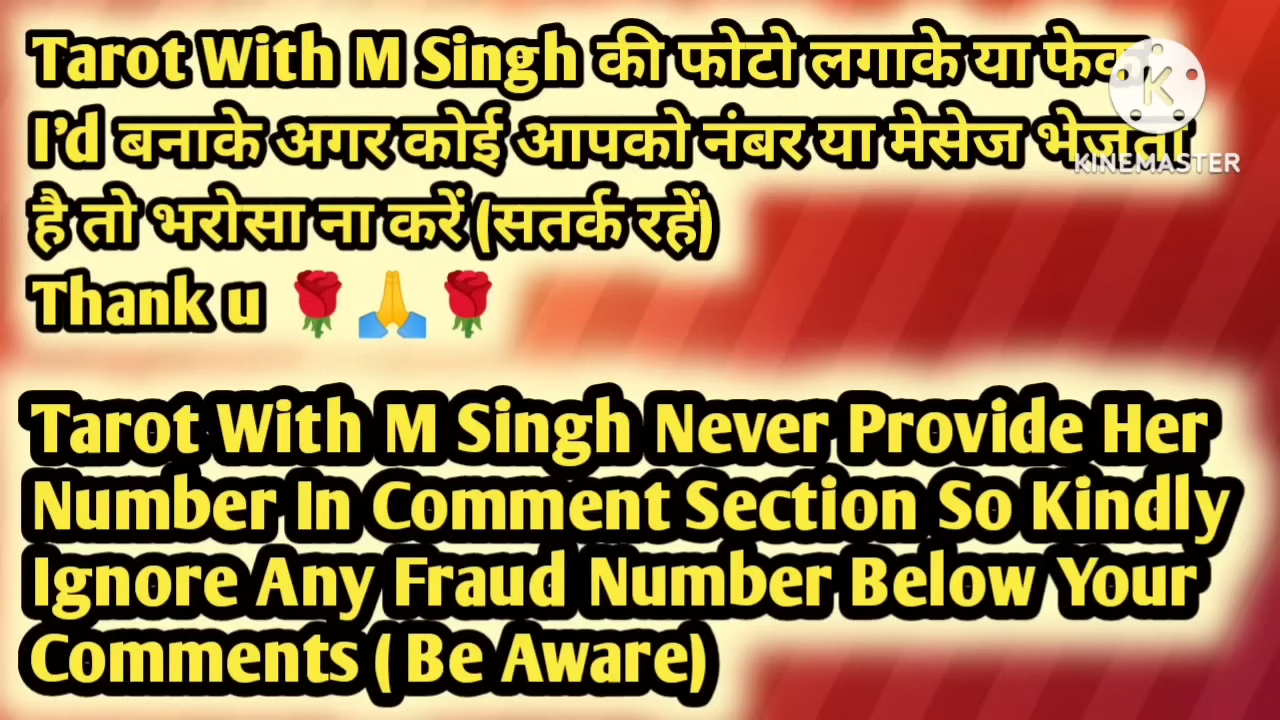 Tarot With M Singh की फोटो लगाके या फेक
I'd बनाके अगर कोई आपको नंबर या मेसेज भेजता
है तो भरोसा ना करें (सतर्क रहें)
Thank u 🌹🙏🌹
Tarot With M Singh Never Provide Her
Number In Comment Section So Kindly
Ignore Any Fraud Number Below Your
Comments ( Be Aware)
K
KINEMASTER